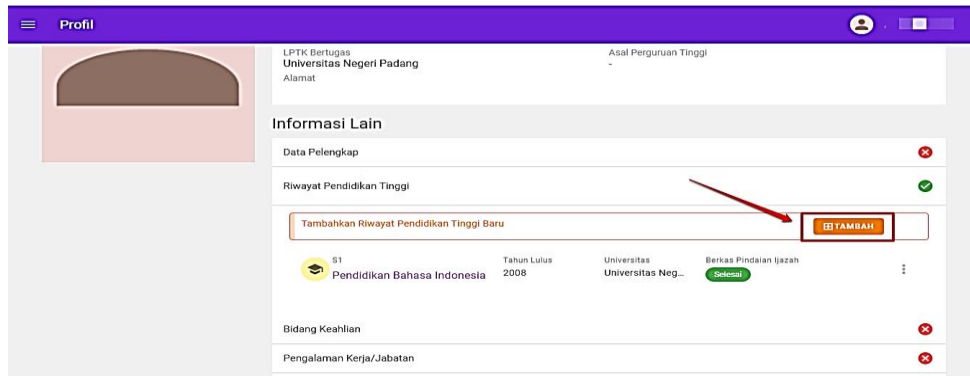 Profil
LPTK Bertugas
Asal Perguruan Tinggi
Universitas Negeri Padang
-
Alamat
Informasi Lain
Data Pelengkap
Riwayat Pendidikan Tinggi
Tambahkan Riwayat Pendidikan Tinggi Baru
TAMBAH
S1
Tahun Lulus
Universitas
Berkas Pindaian Ijazah
Pendidikan Bahasa Indonesia
2008
Universitas Neg...
Selesai
Bidang Keahlian
Pengalaman Kerja/Jabatan